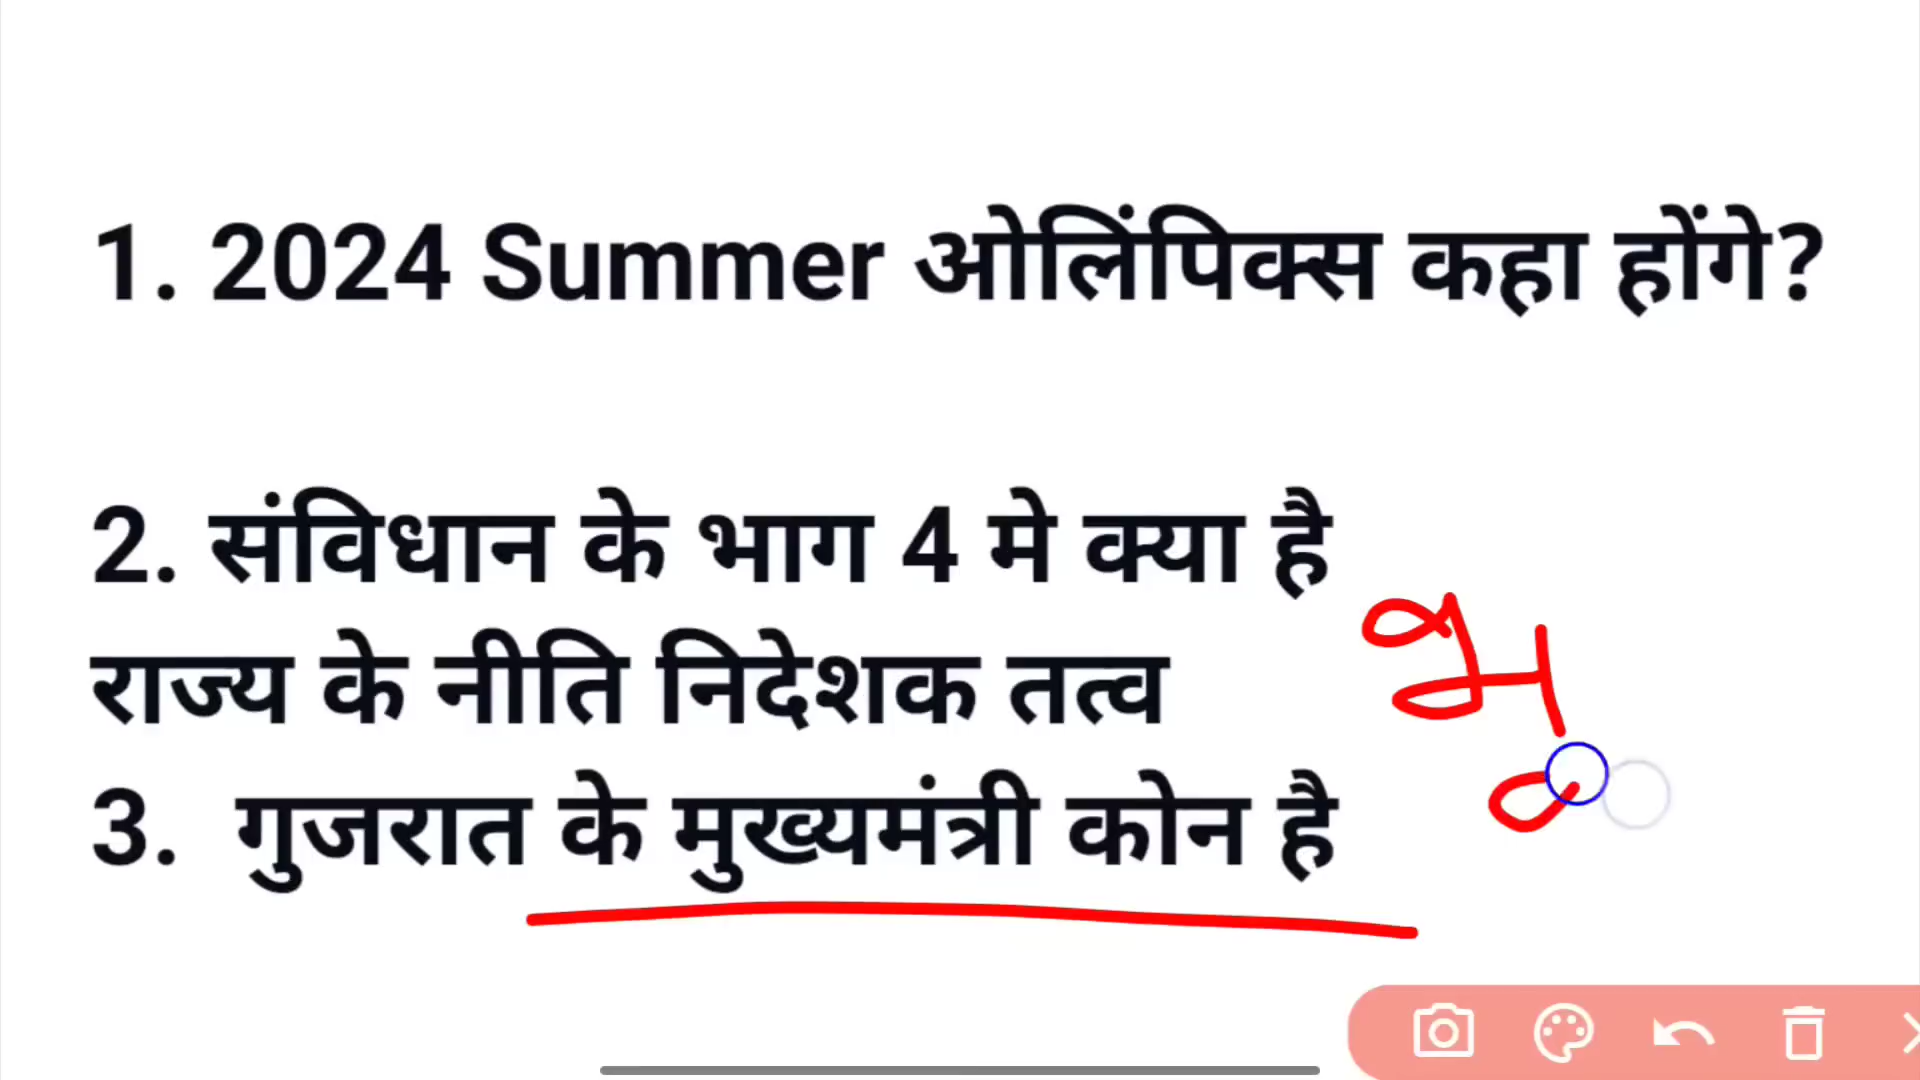 1. 2024 Summer ओलिंपिक्स कहा होंगे?
2. संविधान के भाग 4 मे क्या है
राज्य के नीति निदेशक तत्व
3. गुजरात के मुख्यमंत्री कोन है
भू